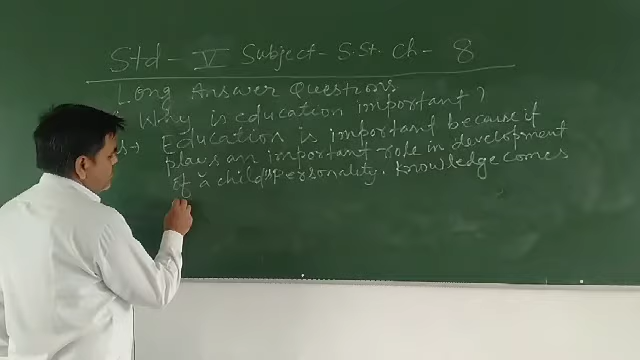 Std - V Subject - S.St. Ch - 8
Long Answer Questions
Why is education important?
Education is important because it
plays an important role in development
of a child's personality. Knowledge comes